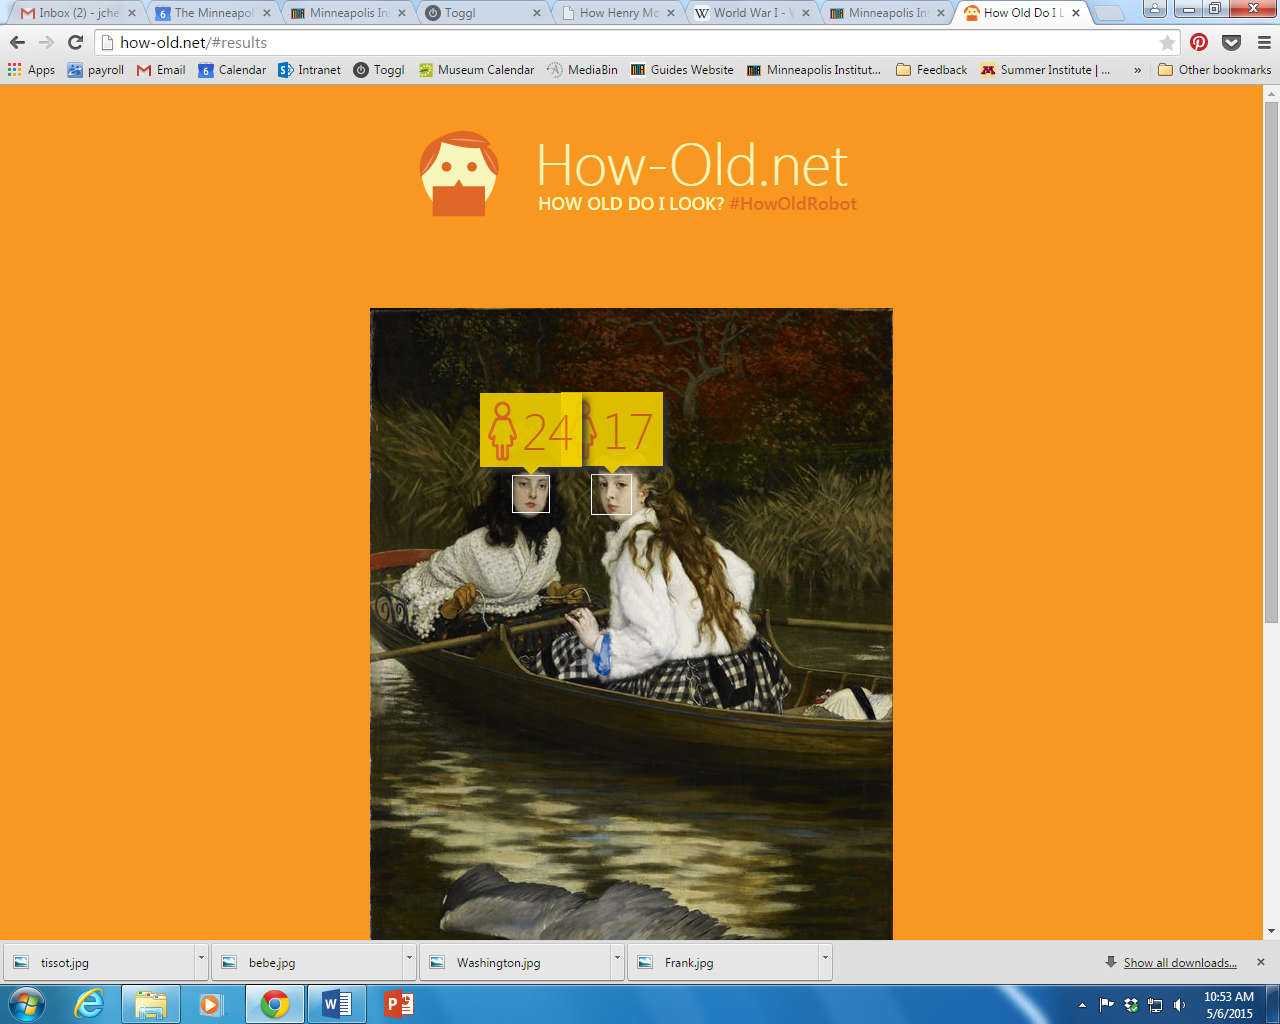 Inbox (2) - jche
The Minneapol
Minneapolis In
Toggl
How Henry Mo
World War I - W
Minneapolis In
How Old Do I L
how-old.net/#results
Apps
payroll
Email
6
Calendar
Intranet
Toggl
Museum Calendar
MediaBin
Guides Website
Minneapolis Institut...
Feedback
Summer Institute | ...
»
Other bookmarks
How-Old.net
HOW OLD DO I LOOK? #HowOldRobot
24
17
tissot.jpg
bebe.jpg
Washington.jpg
Frank.jpg
Show all downloads...
10:53 AM
5/6/2015